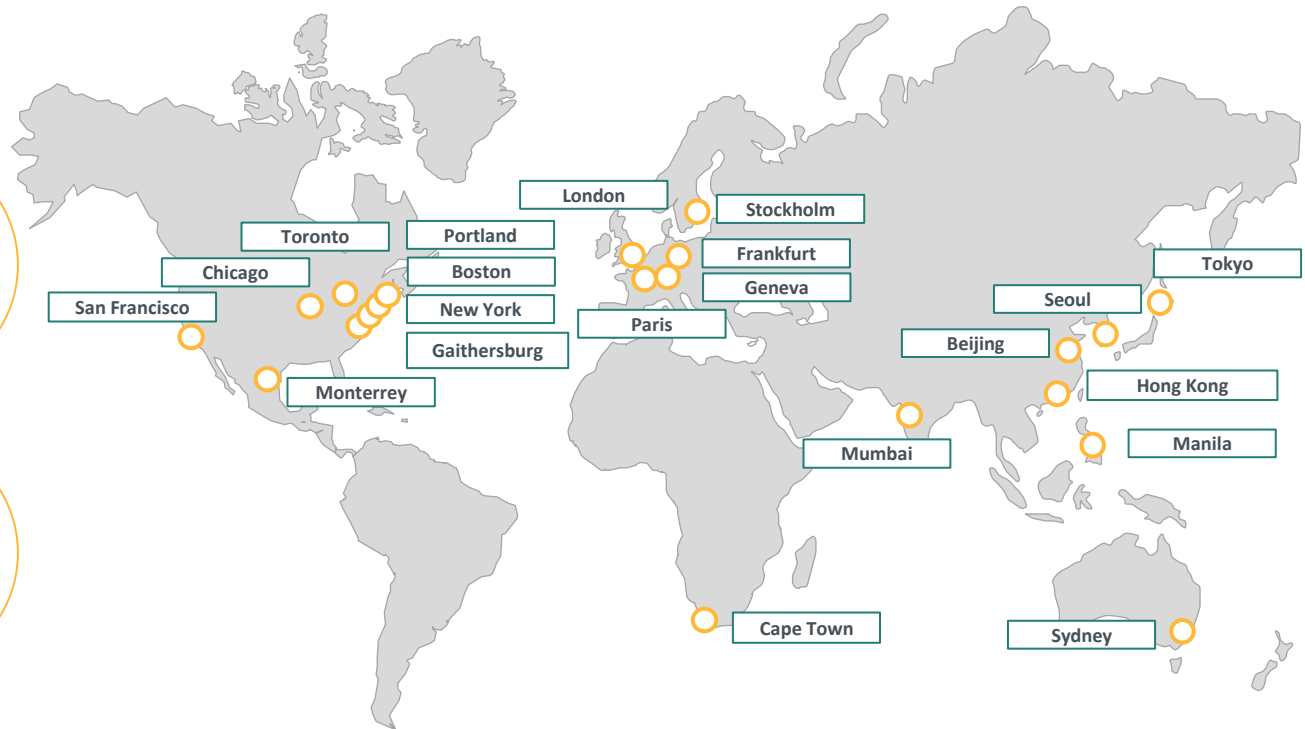 London
Stockholm
Toronto
Portland
Frankfurt
Tokyo
Chicago
Boston
Geneva
Seoul
San Francisco
New York
Paris
Beijing
Gaithersburg
Hong Kong
Monterrey
Manila
Mumbai
Cape Town
Sydney